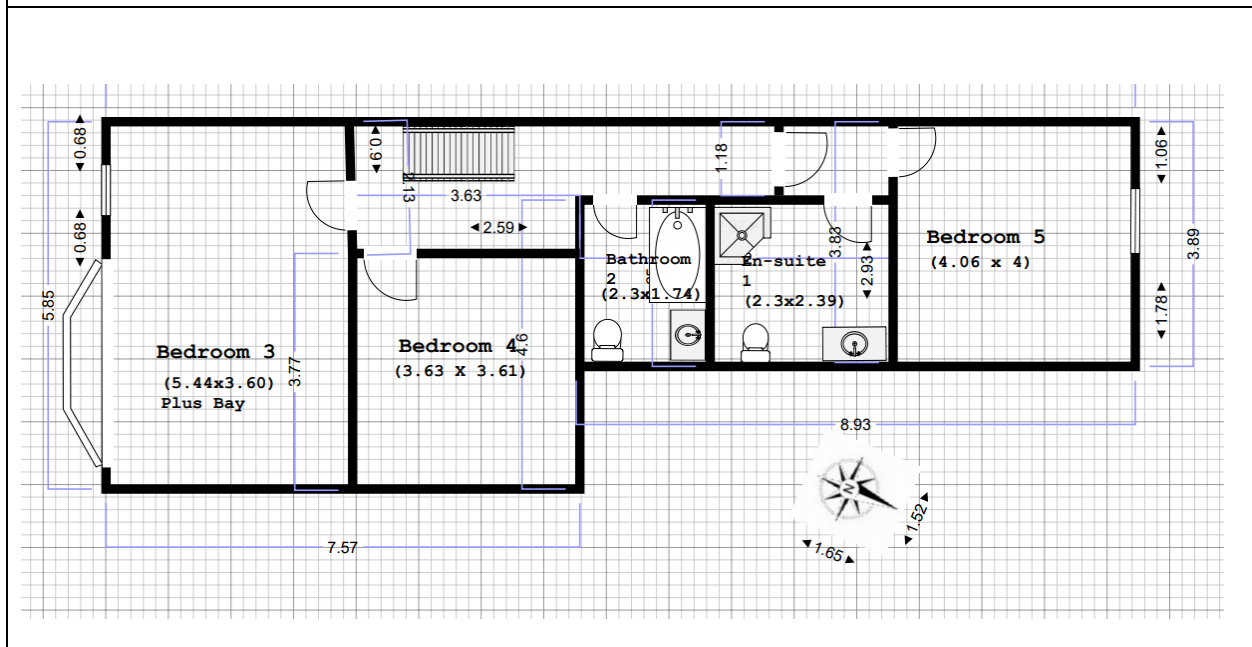 0.68
0.9
2.13
1.18
1.06
3.63
2.59
0.68
3.83
2.93
3.89
Bedroom 5
(4.06 x 4)
Bathroom
2
(2.3x1.74)
En-suite
1
(2.3x2.39)
5.85
1.78
Bedroom 3
(5.44x3.60)
Plus Bay
3.77
Bedroom 4
(3.63 X 3.61)
4.6
8.93
N
1.52
1.65
7.57